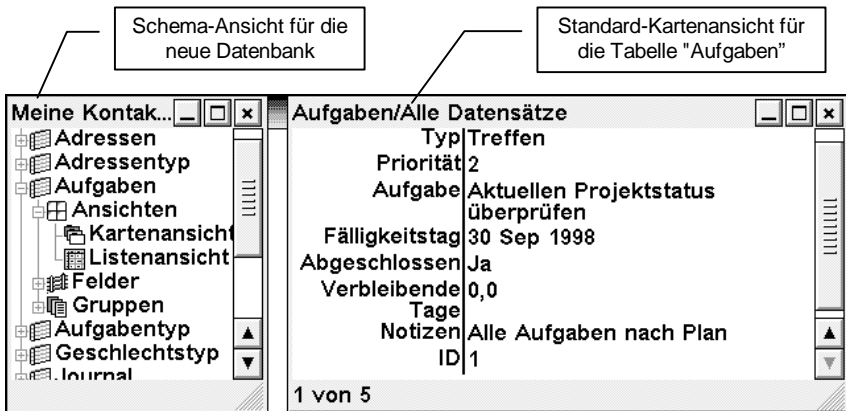 Schema-Ansicht für die
neue Datenbank
Standard-Kartenansicht für
die Tabelle "Aufgaben”
Meine Kontak...
Adressen
Adressentyp
Aufgaben
Ansichten
Kartenansicht
Listenansicht
Felder
Gruppen
Aufgabentyp
Geschlechtstyp
Journal
Aufgaben/Alle Datensätze
Typ Treffen
Priorität 2
Aufgabe Aktuellen Projektstatus
überprüfen
Fälligkeitstag 30 Sep 1998
Abgeschlossen Ja
Verbleibende 0,0
Tage
Notizen Alle Aufgaben nach Plan
ID 1
1 von 5